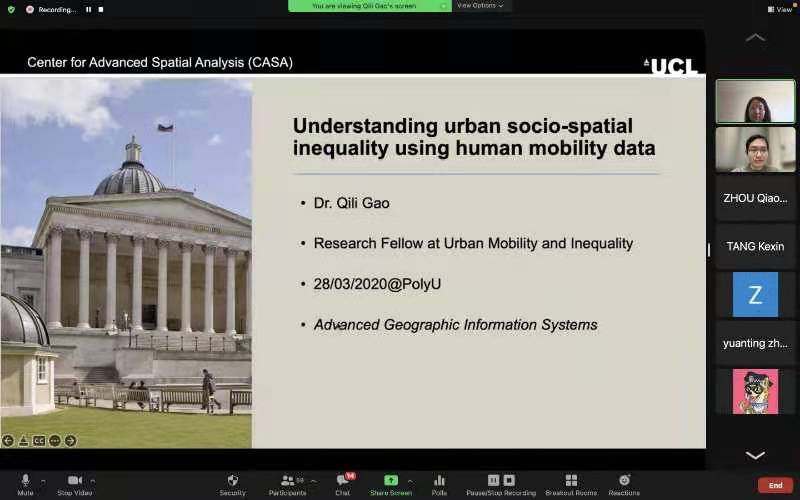 Recording...
You are viewing Qili Gao's screen
View Options
View
Center for Advanced Spatial Analysis (CASA)
UCL
Understanding urban socio-spatial
inequality using human mobility data
• Dr. Qili Gao
• Research Fellow at Urban Mobility and Inequality
• 28/03/2020@PolyU
• Advanced Geographic Information Systems
ZHOU Qiao...
TANG Kexin
Z
yuanting zh...
CC
Mute
Stop Video
Security
Participants
Chat
14
Share Screen
Polls
Pause/Stop Recording
Breakout Rooms
Reactions
End